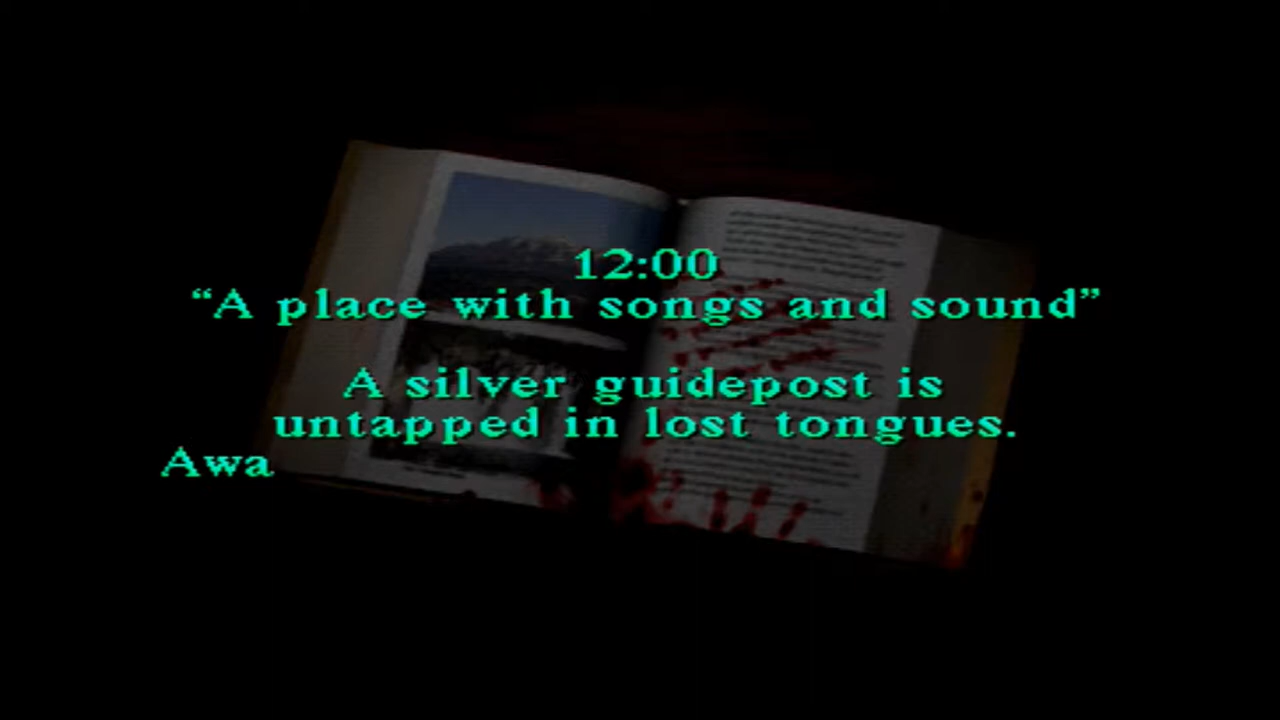 12:00
“A place with songs and sound”
A silver guidepost is
untapped in lost tongues.
Awa